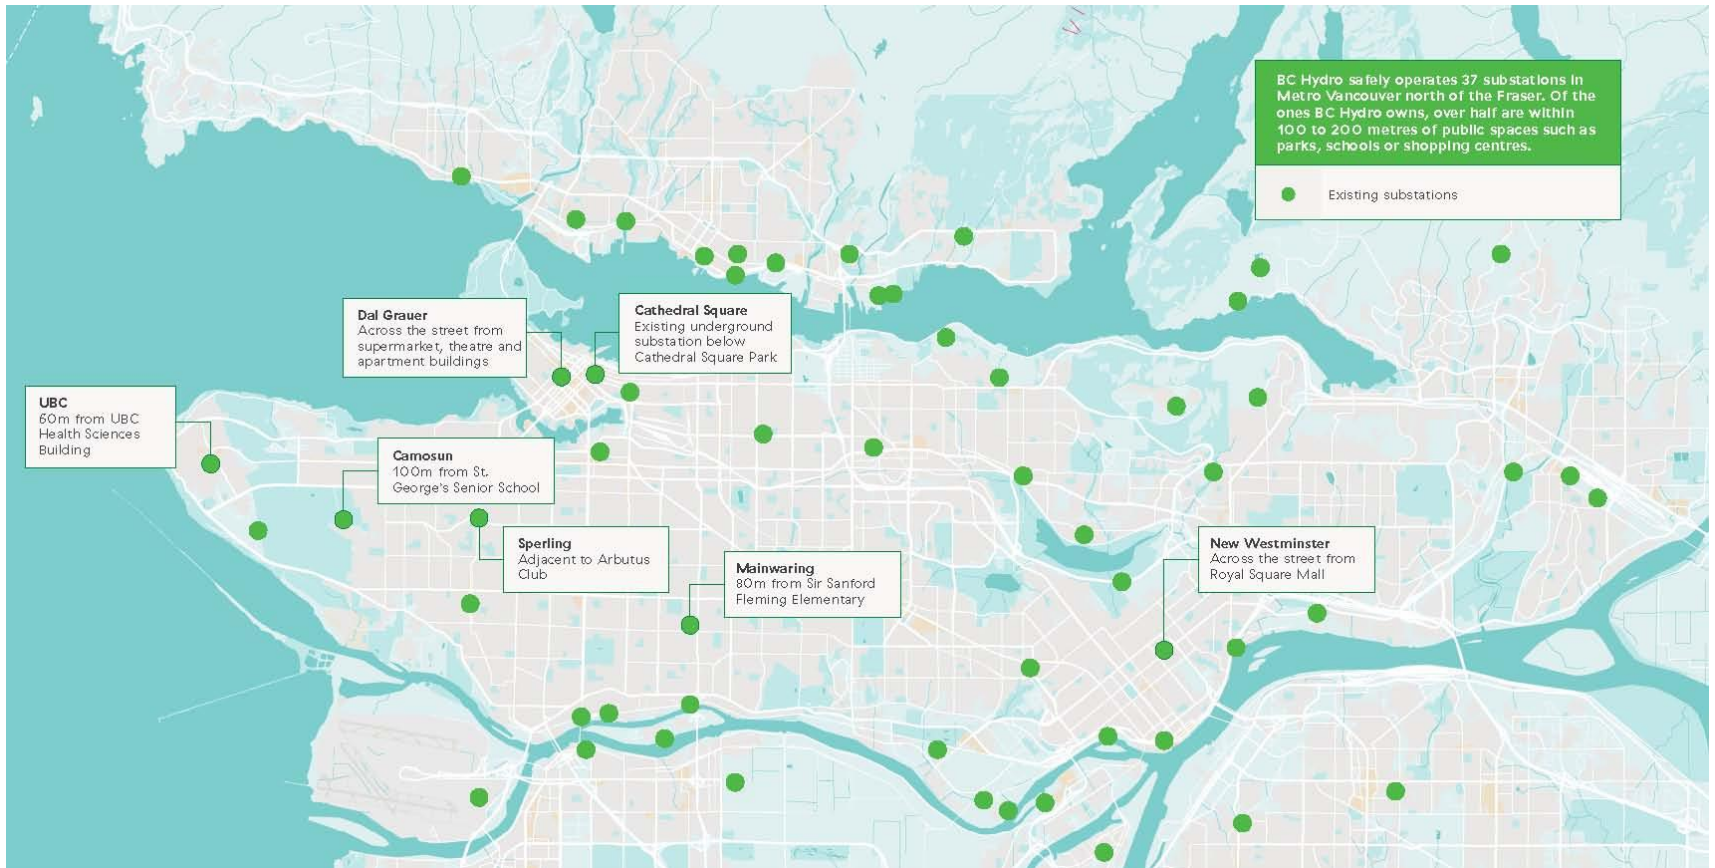 BC Hydro safely operates 37 substations in
Metro Vancouver north of the Fraser. Of the
ones BC Hydro owns, over half are within
100 to 200 metres of public spaces such as
parks, schools or shopping centres.
Existing substations
Dal Grauer
Across the street from
supermarket, theatre and
apartment buildings
Cathedral Square
Existing underground
substation below
Cathedral Square Park
UBC
60m from UBC
Health Sciences
Building
Camosun
100m from St.
George's Senior School
Sperling
Adjacent to Arbutus
Club
Mainwaring
80m from Sir Sanford
Fleming Elementary
New Westminster
Across the street from
Royal Square Mall